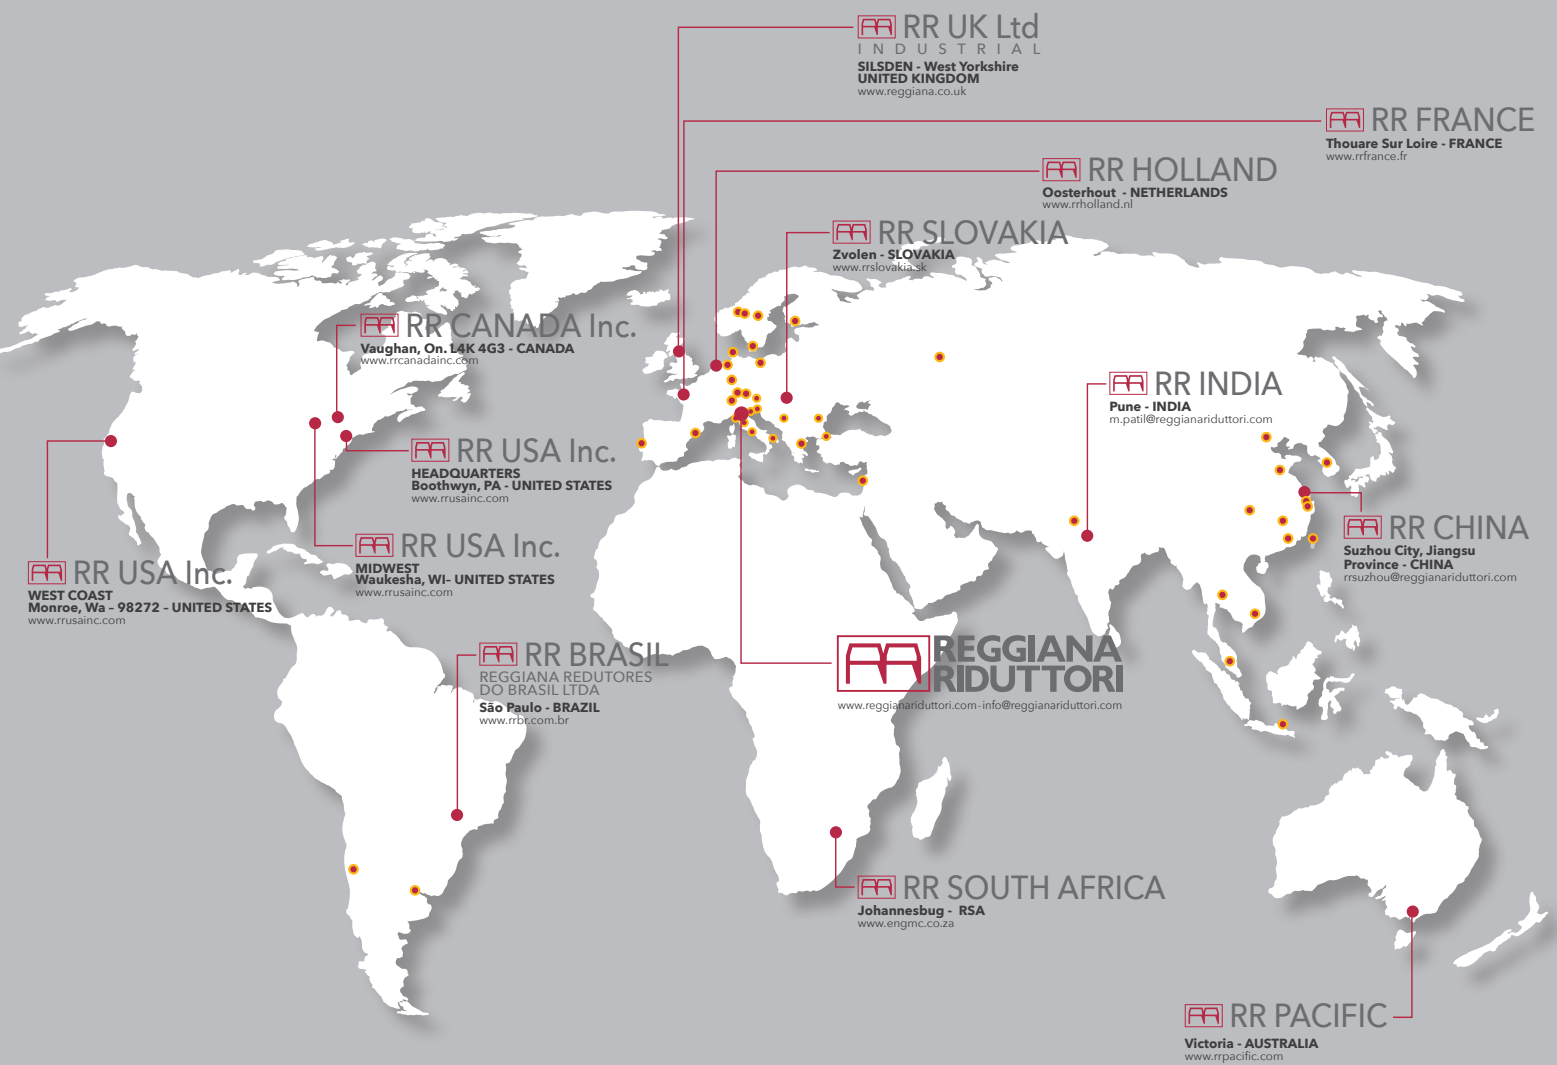 RR UK Ltd
INDUSTRIAL
SILSDEN - West Yorkshire
UNITED KINGDOM
www.reggiana.co.uk
RR FRANCE
Thouare Sur Loire - FRANCE
www.rrfrance.fr
RR HOLLAND
Oosterhout - NETHERLANDS
www.rrholland.nl
RR SLOVAKIA
Zvolen - SLOVAKIA
www.rrslovakia.sk
RR CANADA Inc.
Vaughan, On. L4K 4G3 - CANADA
www.rrcanadainc.com
RR INDIA
Pune - INDIA
m.patil@reggianariduttori.com
RR USA Inc.
HEADQUARTERS
Boothwyn, PA - UNITED STATES
www.rrusainc.com
RR CHINA
Suzhou City, Jiangsu
Province - CHINA
rrsuzhou@reggianariduttori.com
RR USA Inc.
MIDWEST
Waukesha, WI– UNITED STATES
www.rrusainc.com
RR USA Inc.
WEST COAST
Monroe, Wa – 98272 – UNITED STATES
www.rrusainc.com
RR BRASIL
REGGIANA REDUTORES
DO BRASIL LTDA
São Paulo - BRAZIL
www.rrbr.com.br
REGGIANA
RIDUTTORI
www.reggianariduttori.com-info@reggianariduttori.com
RR SOUTH AFRICA
Johannesbug - RSA
www.engmc.co.za
RR PACIFIC
Victoria - AUSTRALIA
www.rrpacific.com